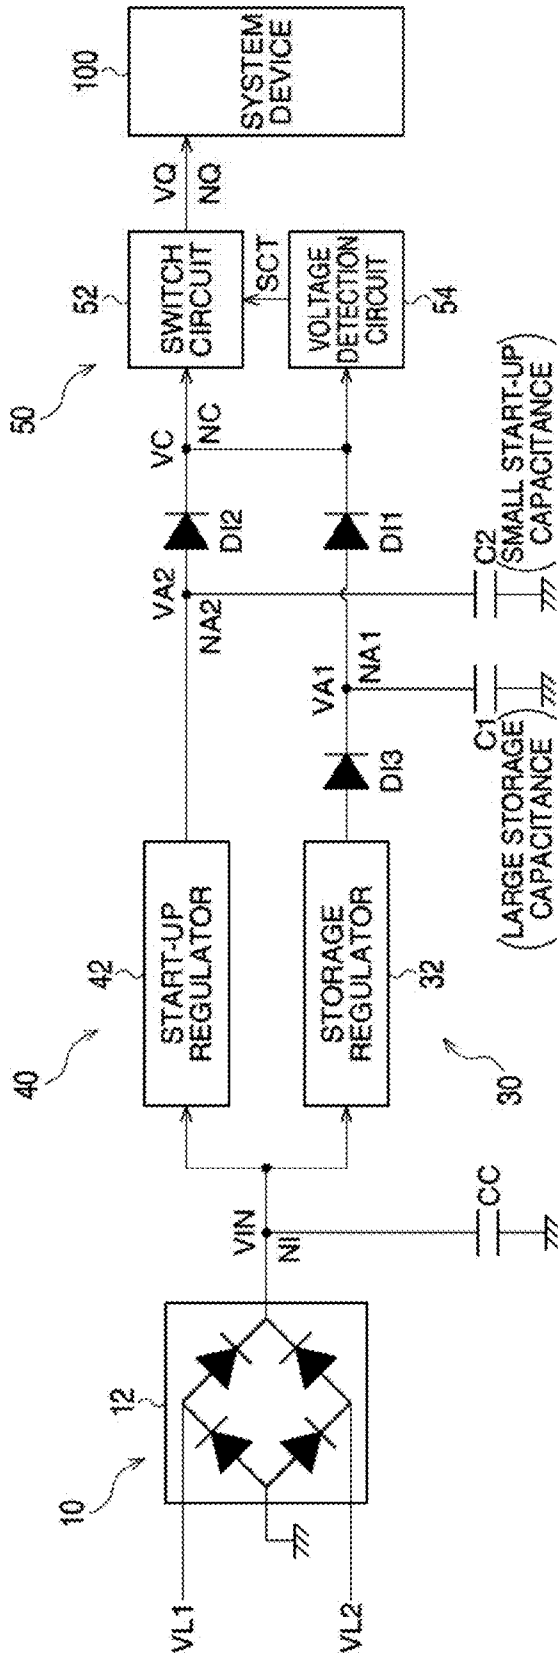 10
12
VL1
VL2
VIN
NI
CC
40
42
START-UP
REGULATOR
30
32
STORAGE
REGULATOR
DI3
VA1
NA1
C1
(LARGE STORAGE
CAPACITANCE)
VA2
NA2
C2
(SMALL START-UP
CAPACITANCE)
DI2
DI1
VC
NC
50
52
SWITCH
CIRCUIT
SCT
54
VOLTAGE
DETECTION
CIRCUIT
VQ
NQ
100
SYSTEM
DEVICE